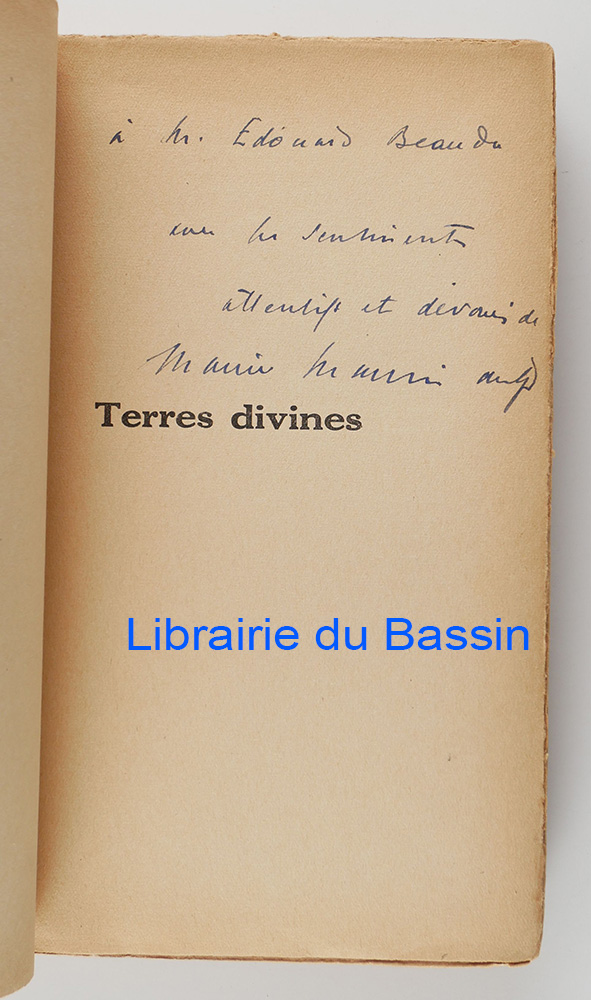 à M. Edouard Beaudu
avec les sentiments
attentifs et dévoués de
Terres divines
Librairie du Bassin